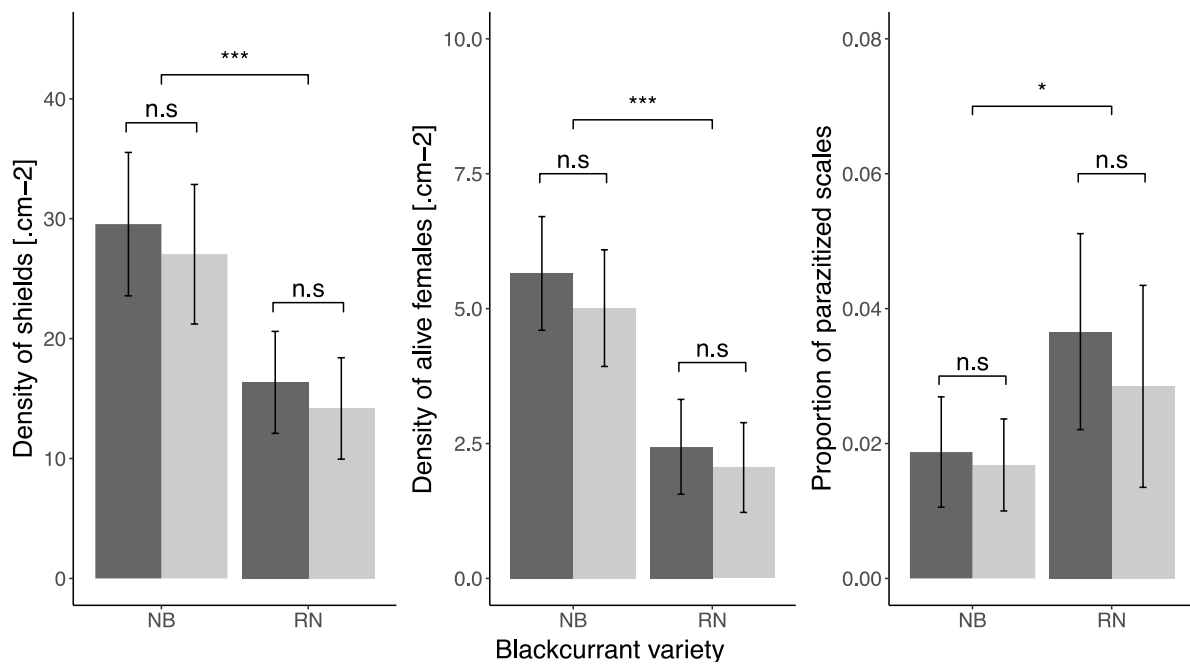 Density of shields [.cm−2]
40
30
20
10
0
***
n.s
n.s
NB
RN
Density of alive females [.cm−2]
10.0
7.5
5.0
2.5
0.0
***
n.s
n.s
NB
RN
Proportion of parazitized scales
0.08
0.06
0.04
0.02
0.00
*
n.s
n.s
NB
RN
Blackcurrant variety